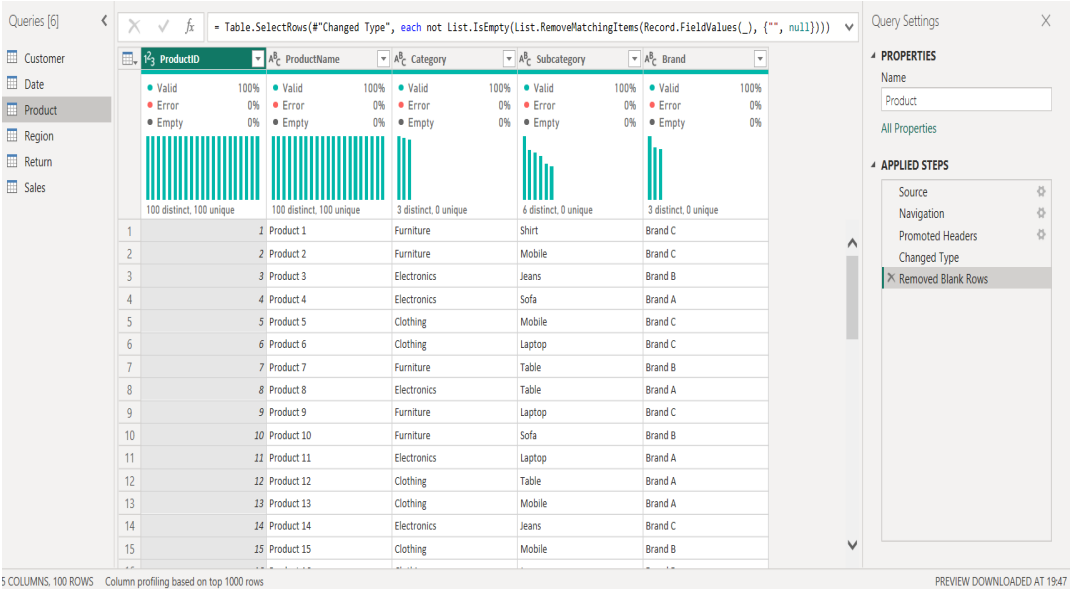 Queries [6]
= Table.SelectRows(#"Changed Type", each not List.IsEmpty(List.RemoveMatchingItems(Record.FieldValues(_), {"", null})))
Query Settings
Customer
Date
Product
Region
Return
Sales
ProductID ProductName Category Subcategory Brand
Valid 100% Valid 100% Valid 100% Valid 100% Valid 100%
Error 0% Error 0% Error 0% Error 0% Error 0%
Empty 0% Empty 0% Empty 0% Empty 0% Empty 0%
100 distinct, 100 unique 100 distinct, 100 unique 3 distinct, 0 unique 6 distinct, 0 unique 3 distinct, 0 unique
1 1 Product 1 Furniture Shirt Brand C
2 2 Product 2 Furniture Mobile Brand C
3 3 Product 3 Electronics Jeans Brand B
4 4 Product 4 Electronics Sofa Brand A
5 5 Product 5 Clothing Mobile Brand C
6 6 Product 6 Clothing Laptop Brand C
7 7 Product 7 Furniture Table Brand B
8 8 Product 8 Electronics Table Brand A
9 9 Product 9 Furniture Laptop Brand C
10 10 Product 10 Furniture Sofa Brand B
11 11 Product 11 Electronics Laptop Brand A
12 12 Product 12 Clothing Table Brand A
13 13 Product 13 Clothing Mobile Brand A
14 14 Product 14 Electronics Jeans Brand C
15 15 Product 15 Clothing Mobile Brand B
PROPERTIES
Name
Product
All Properties
APPLIED STEPS
Source
Navigation
Promoted Headers
Changed Type
Removed Blank Rows
5 COLUMNS, 100 ROWS Column profiling based on top 1000 rows
PREVIEW DOWNLOADED AT 19:47